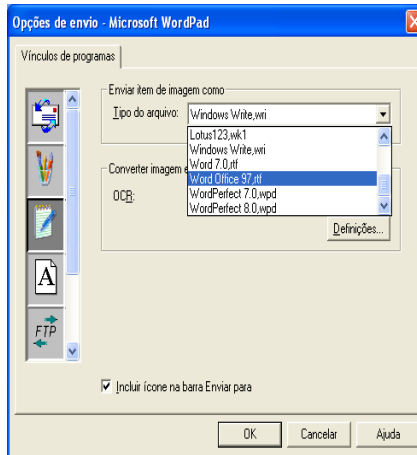 Opções de envio - Microsoft WordPad
Vínculos de programas
Enviar item de imagem como
Tipo do arquivo:
Windows Write,wri
Lotus123,wk1
Windows Write,wri
Word 7.0,rtf
Word Office 97,rtf
WordPerfect 7.0,wpd
WordPerfect 8.0,wpd
Converter imagem e
OCR:
Definições...
A
FTP
Incluir ícone na barra Enviar para
OK
Cancelar
Ajuda